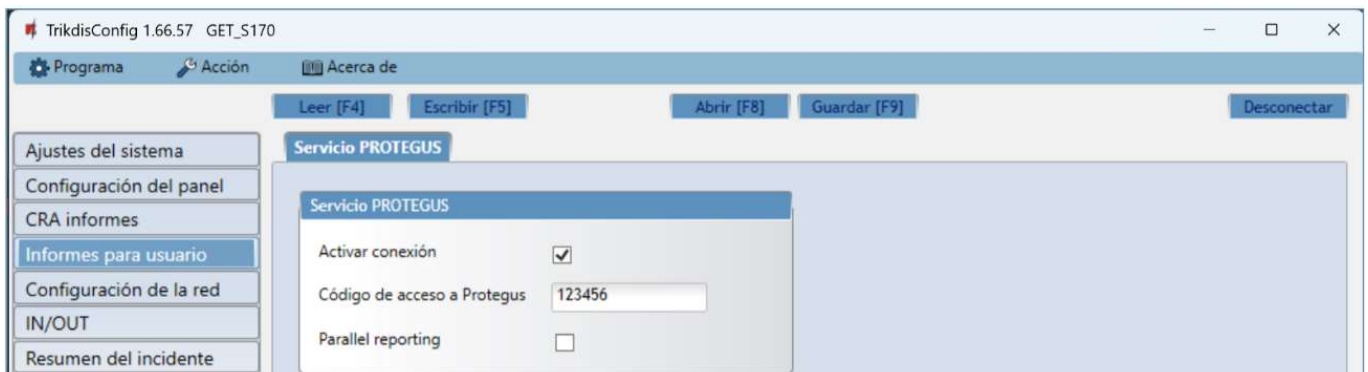 TrikdisConfig 1.66.57 GET_S170
Programa Acción Acerca de
Leer [F4] Escribir [F5] Abrir [F8] Guardar [F9] Desconectar
Ajustes del sistema
Configuración del panel
CRA informes
Informes para usuario
Configuración de la red
IN/OUT
Resumen del incidente
Servicio PROTEGUS
Servicio PROTEGUS
Activar conexión
Código de acceso a Protegus 123456
Parallel reporting